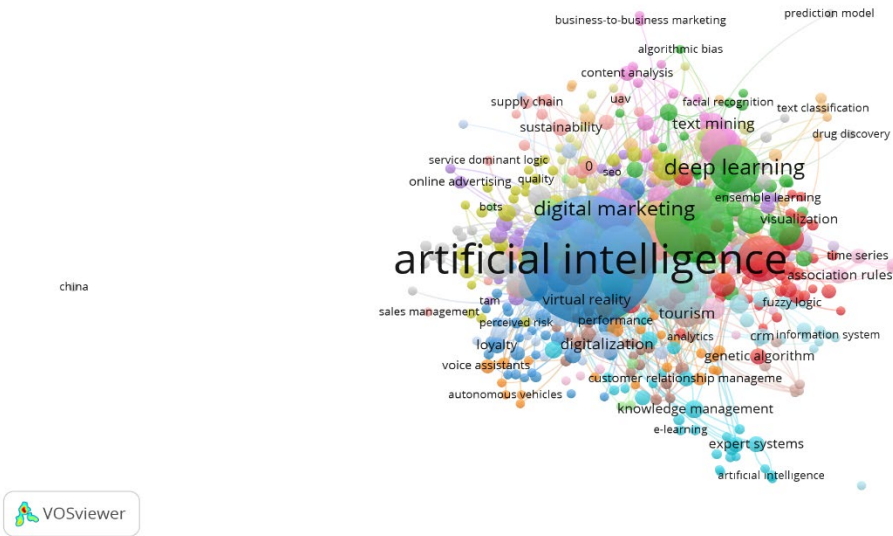 business-to-business marketing
prediction model
algorithmic bias
content analysis
supply chain
uav
facial recognition
text classification
sustainability
text mining
drug discovery
service dominant logic
0
seo
deep learning
online advertising
quality
ensemble learning
bots
digital marketing
visualization
artificial intelligence
time series
association rules
china
tam
virtual reality
fuzzy logic
sales management
perceived risk
performance
tourism
loyalty
digitalization
analytics
crm
information system
genetic algorithm
voice assistants
customer relationship manageme
autonomous vehicles
knowledge management
e-learning
expert systems
artificial intelligence
VOSviewer